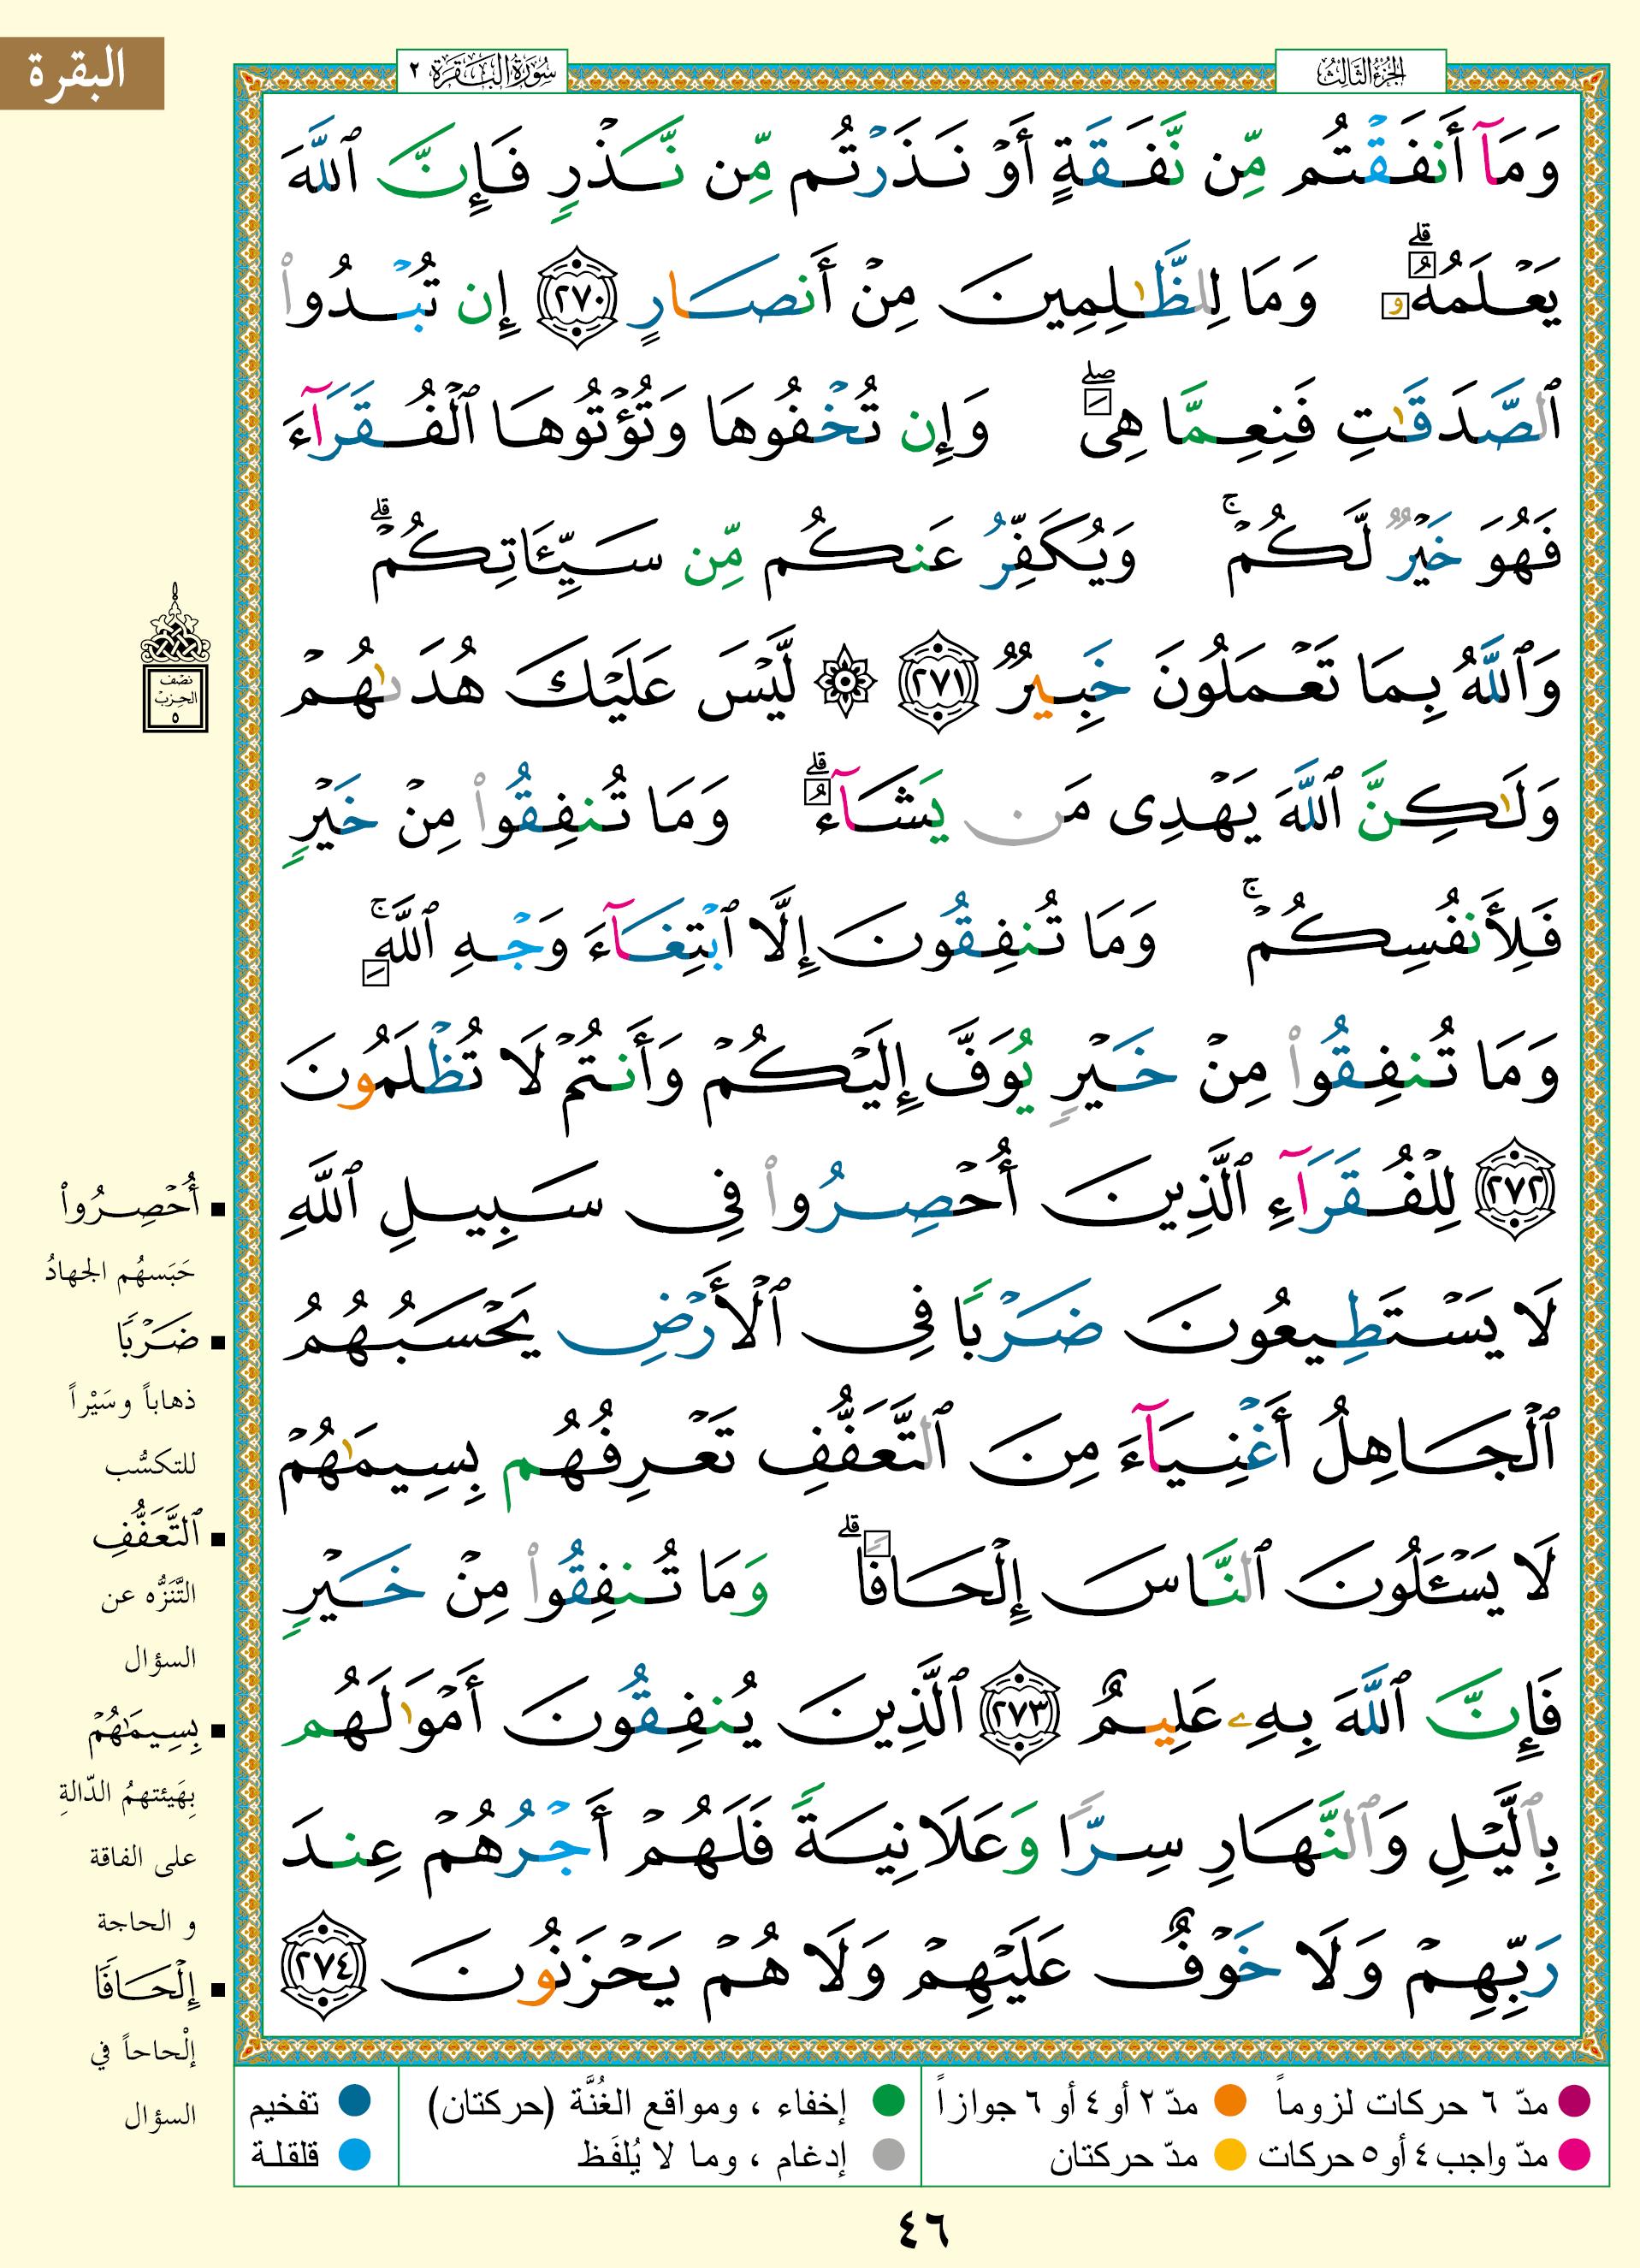 البقرة
سُورَةُ البَقَرَة ٢
الجُزءُ الثَّالِثُ
وَمَآ أَنفَقْتُم مِّن نَّفَقَةٍ أَوْ نَذَرْتُم مِّن نَّذْرٍ فَإِنَّ ٱللَّهَ
يَعْلَمُهُۥ ۗ وَمَا لِلظَّـٰلِمِينَ مِنْ أَنصَارٍ ٢٧٠ إِن تُبْدُوا۟
ٱلصَّدَقَـٰتِ فَنِعِمَّا هِىَ ۖ وَإِن تُخْفُوهَا وَتُؤْتُوهَا ٱلْفُقَرَآءَ
فَهُوَ خَيْرٌ لَّكُمْ ۚ وَيُكَفِّرُ عَنكُم مِّن سَيِّـَٔاتِكُمْ ۗ
وَٱللَّهُ بِمَا تَعْمَلُونَ خَبِيرٌ ٢٧١ ۞ لَّيْسَ عَلَيْكَ هُدَىٰهُمْ
وَلَـٰكِنَّ ٱللَّهَ يَهْدِى مَن يَشَآءُ ۗ وَمَا تُنفِقُوا۟ مِنْ خَيْرٍ
فَلِأَنفُسِكُمْ ۚ وَمَا تُنفِقُونَ إِلَّا ٱبْتِغَآءَ وَجْهِ ٱللَّهِ ۚ
وَمَا تُنفِقُوا۟ مِنْ خَيْرٍ يُوَفَّ إِلَيْكُمْ وَأَنتُمْ لَا تُظْلَمُونَ
٢٧٢ لِلْفُقَرَآءِ ٱلَّذِينَ أُحْصِرُوا۟ فِى سَبِيلِ ٱللَّهِ
لَا يَسْتَطِيعُونَ ضَرْبًا فِى ٱلْأَرْضِ يَحْسَبُهُمُ
ٱلْجَاهِلُ أَغْنِيَآءَ مِنَ ٱلتَّعَفُّفِ تَعْرِفُهُم بِسِيمَـٰهُمْ
لَا يَسْـَٔلُونَ ٱلنَّاسَ إِلْحَافًا ۗ وَمَا تُنفِقُوا۟ مِنْ خَيْرٍ
فَإِنَّ ٱللَّهَ بِهِۦ عَلِيمٌ ٢٧٣ ٱلَّذِينَ يُنفِقُونَ أَمْوَٰلَهُم
بِٱلَّيْلِ وَٱلنَّهَارِ سِرًّا وَعَلَانِيَةً فَلَهُمْ أَجْرُهُمْ عِندَ
رَبِّهِمْ وَلَا خَوْفٌ عَلَيْهِمْ وَلَا هُمْ يَحْزَنُونَ ٢٧٤
نصف
الحزب
٥
أُحْصِرُوا۟
حَبَسهُم الجهادُ
ضَرْبًا
ذهاباً وسَيْراً
للتكسُّب
ٱلتَّعَفُّفِ
التَّنَزُّه عن
السؤال
بِسِيمَـٰهُمْ
بِهَيئتهمُ الدّالةِ
على الفاقة
و الحاجة
إِلْحَافًا
إلْحاحاً في
السؤال
مدّ ٦ حركات لزوماً
مدّ ٢ أو ٤ أو ٦ جوازاً
إخفاء ، ومواقع الغُنَّة (حركتان)
تفخيم
مدّ واجب ٤ أو ٥ حركات
مدّ حركتان
إدغام ، وما لا يُلفَظ
قلقلة
٤٦